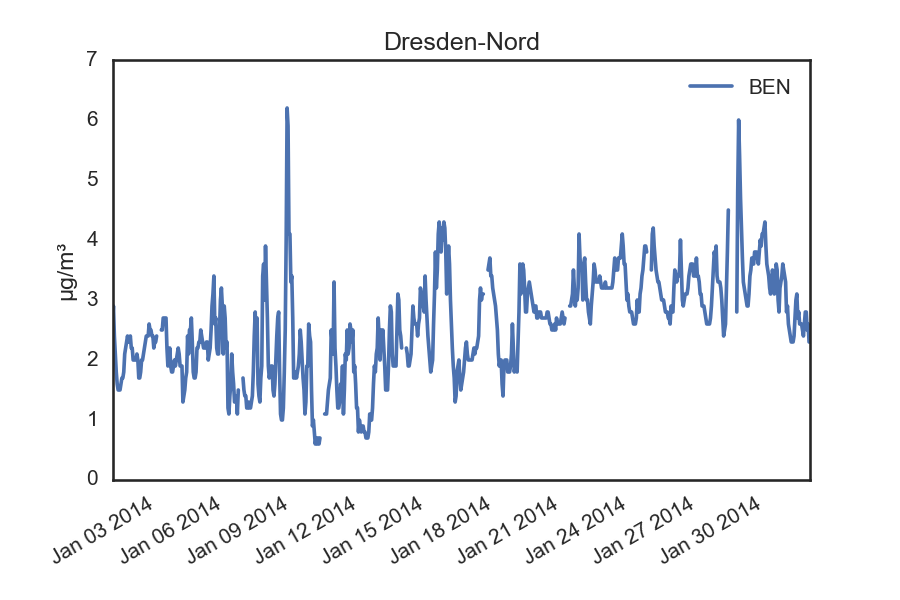 Dresden-Nord
7
6
5
4
3
2
1
0
µg/m³
BEN
Jan 03 2014
Jan 06 2014
Jan 09 2014
Jan 12 2014
Jan 15 2014
Jan 18 2014
Jan 21 2014
Jan 24 2014
Jan 27 2014
Jan 30 2014